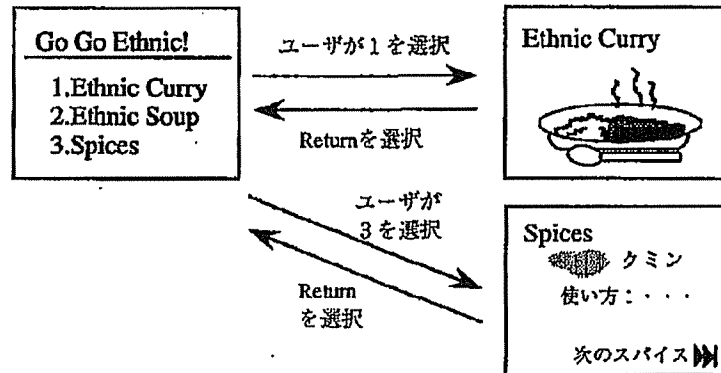 Go Go Ethnic!
1.Ethnic Curry
2.Ethnic Soup
3.Spices
ユーザが1を選択
Returnを選択
Ethnic Curry
ユーザが
3を選択
Return
を選択
Spices
クミン
使い方：・・・
次のスパイス